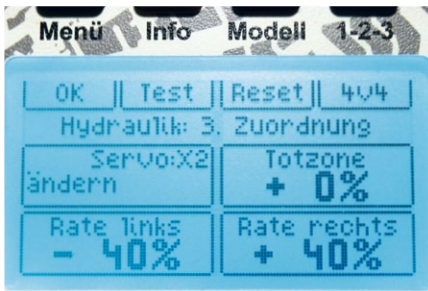 Menü Info Modell 1-2-3
OK Test Reset 4v4
Hydraulik: 3. Zuordnung
Servo:X2 Totzone
ändern + 0%
Rate links Rate rechts
- 40% + 40%